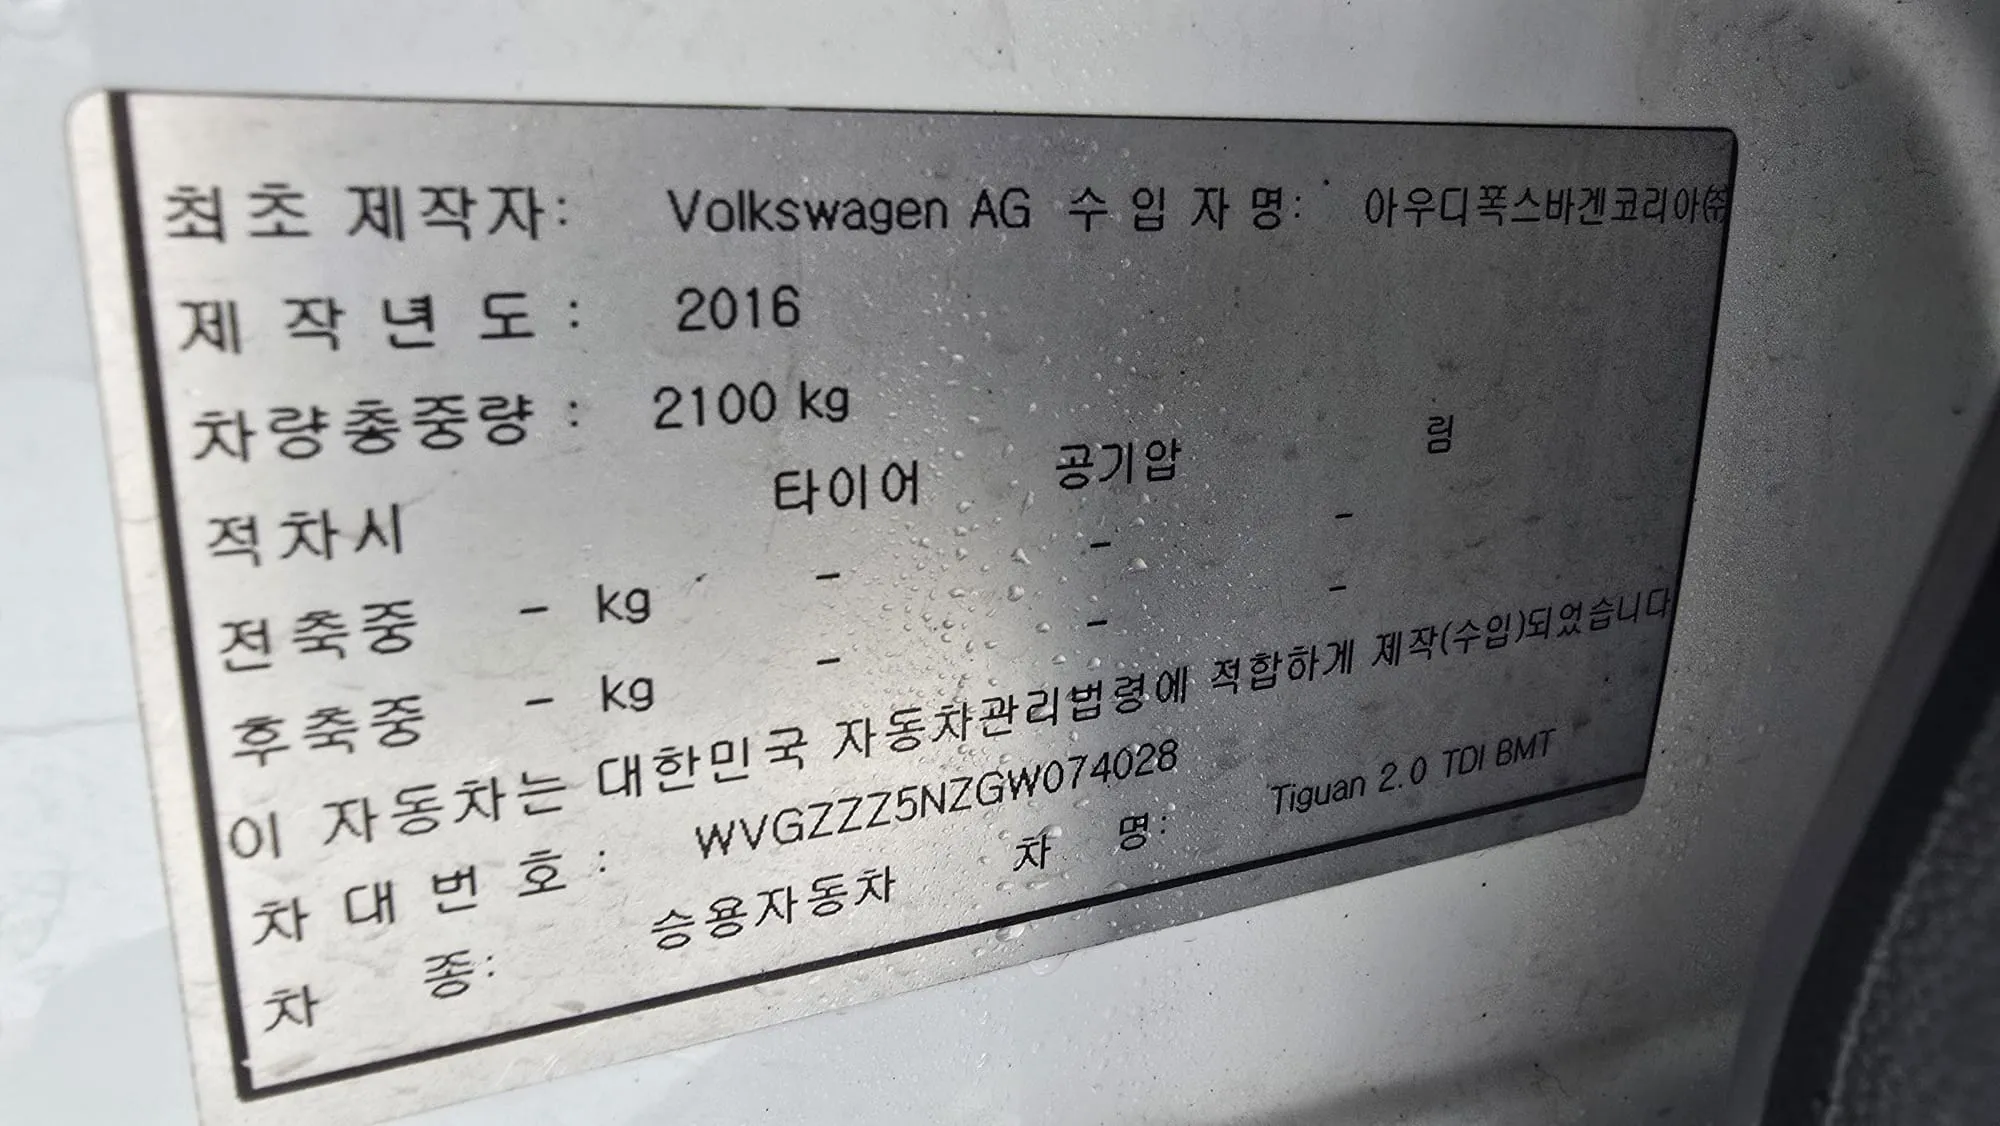 최초 제작자: Volkswagen AG 수 입 자 명: 아우디폭스바겐코리아㈜
제 작 년 도 : 2016
차량총중량 : 2100 kg
적차시 타이어 공기압 림
전축중 - kg - - -
후축중 - kg - - -
이 자동차는 대한민국 자동차관리법령에 적합하게 제작(수입)되었습니다
차 대 번 호 : WVGZZZ5NZGW074028
차 종: 승용자동차 차 명: Tiguan 2.0 TDI BMT